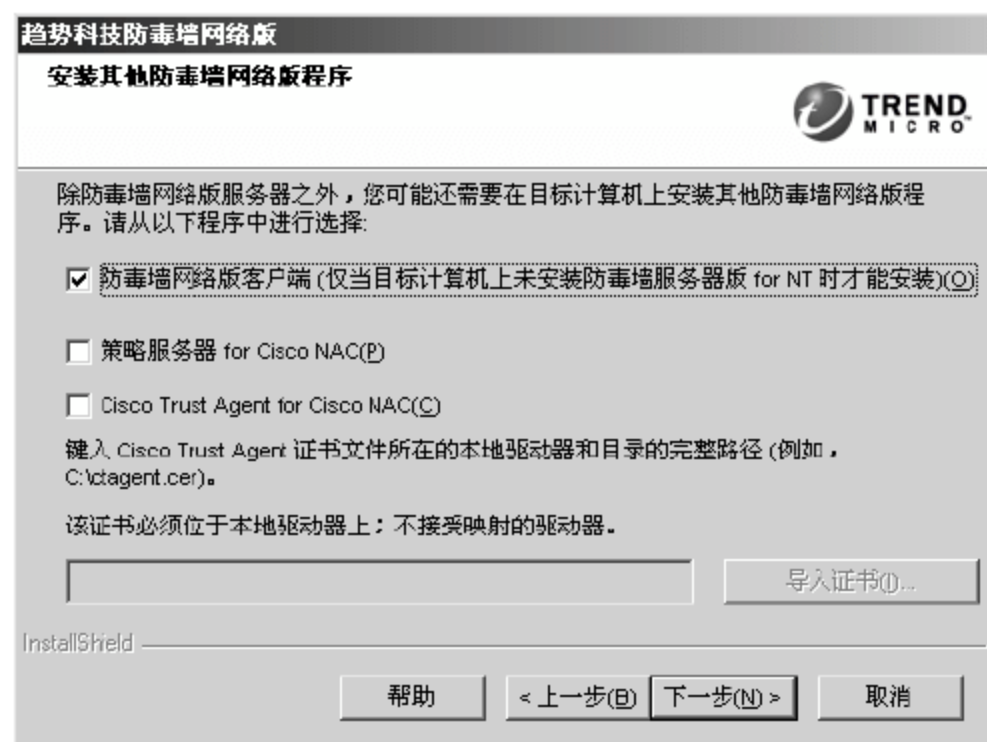 趋势科技防毒墙网络版
安装其他防毒墙网络版程序
TREND
MICRO
除防毒墙网络版服务器之外，您可能还需要在目标计算机上安装其他防毒墙网络版程
序。请从以下程序中进行选择:
防毒墙网络版客户端 (仅当目标计算机上未安装防毒墙服务器版 for NT 时才能安装)(O)
策略服务器 for Cisco NAC(P)
Cisco Trust Agent for Cisco NAC(C)
键入 Cisco Trust Agent 证书文件所在的本地驱动器和目录的完整路径 (例如，
C:\ctagent.cer)。
该证书必须位于本地驱动器上；不接受映射的驱动器。
导入证书(I)...
InstallShield
帮助 < 上一步(B) 下一步(N) > 取消